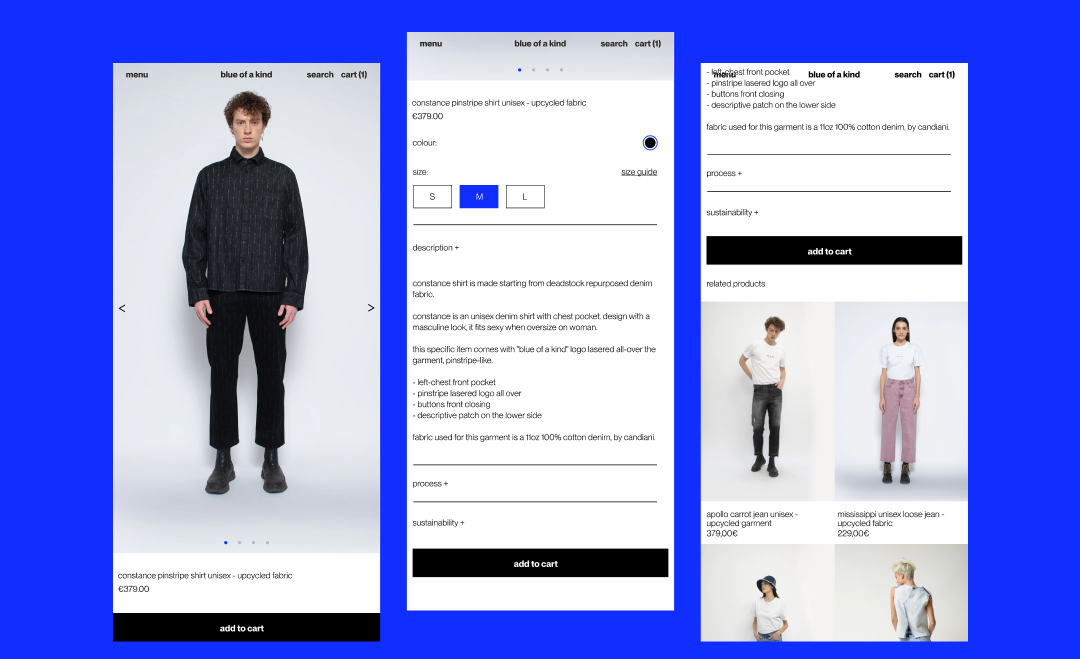 menu
blue of a kind
search
cart (1)
<
>
constance pinstripe shirt unisex - upcycled fabric
€379.00
add to cart
menu
blue of a kind
search
cart (1)
constance pinstripe shirt unisex - upcycled fabric
€379.00
colour:
size:
size guide
S
M
L
description +
constance shirt is made starting from deadstock repurposed denim
fabric.
constance is an unisex denim shirt with chest pocket. design with a
masculine look, it fits sexy when oversize on woman.
this specific item comes with "blue of a kind" logo lasered all-over the
garment, pinstripe-like.
- left-chest front pocket
- pinstripe lasered logo all over
- buttons front closing
- descriptive patch on the lower side
fabric used for this garment is a 11oz 100% cotton denim, by candiani.
process +
sustainability +
add to cart
- left-chest front pocket
menu
blue of a kind
search
cart (1)
- pinstripe lasered logo all over
- buttons front closing
- descriptive patch on the lower side
fabric used for this garment is a 11oz 100% cotton denim, by candiani.
process +
sustainability +
add to cart
related products
apollo carrot jean unisex -
upcycled garment
379,00€
mississippi unisex loose jean -
upcycled fabric
229,00€